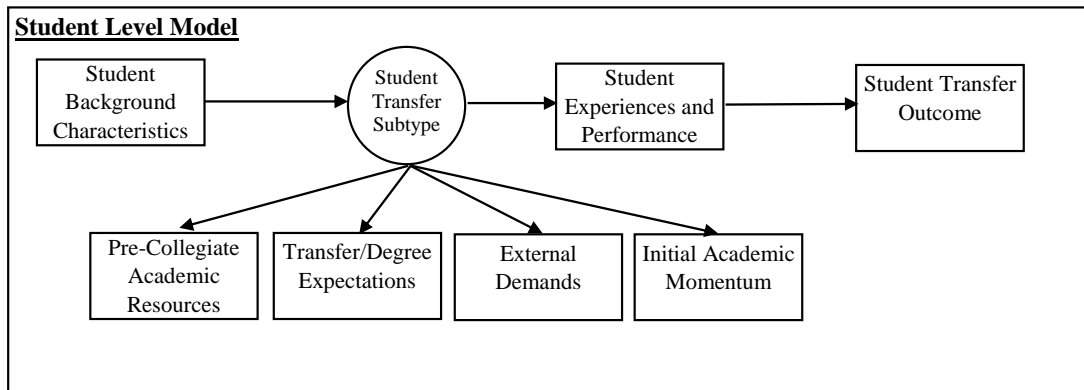 Student Level Model
Student
Background
Characteristics
Student
Transfer
Subtype
Student
Experiences and
Performance
Student Transfer
Outcome
Pre-Collegiate
Academic
Resources
Transfer/Degree
Expectations
External
Demands
Initial Academic
Momentum